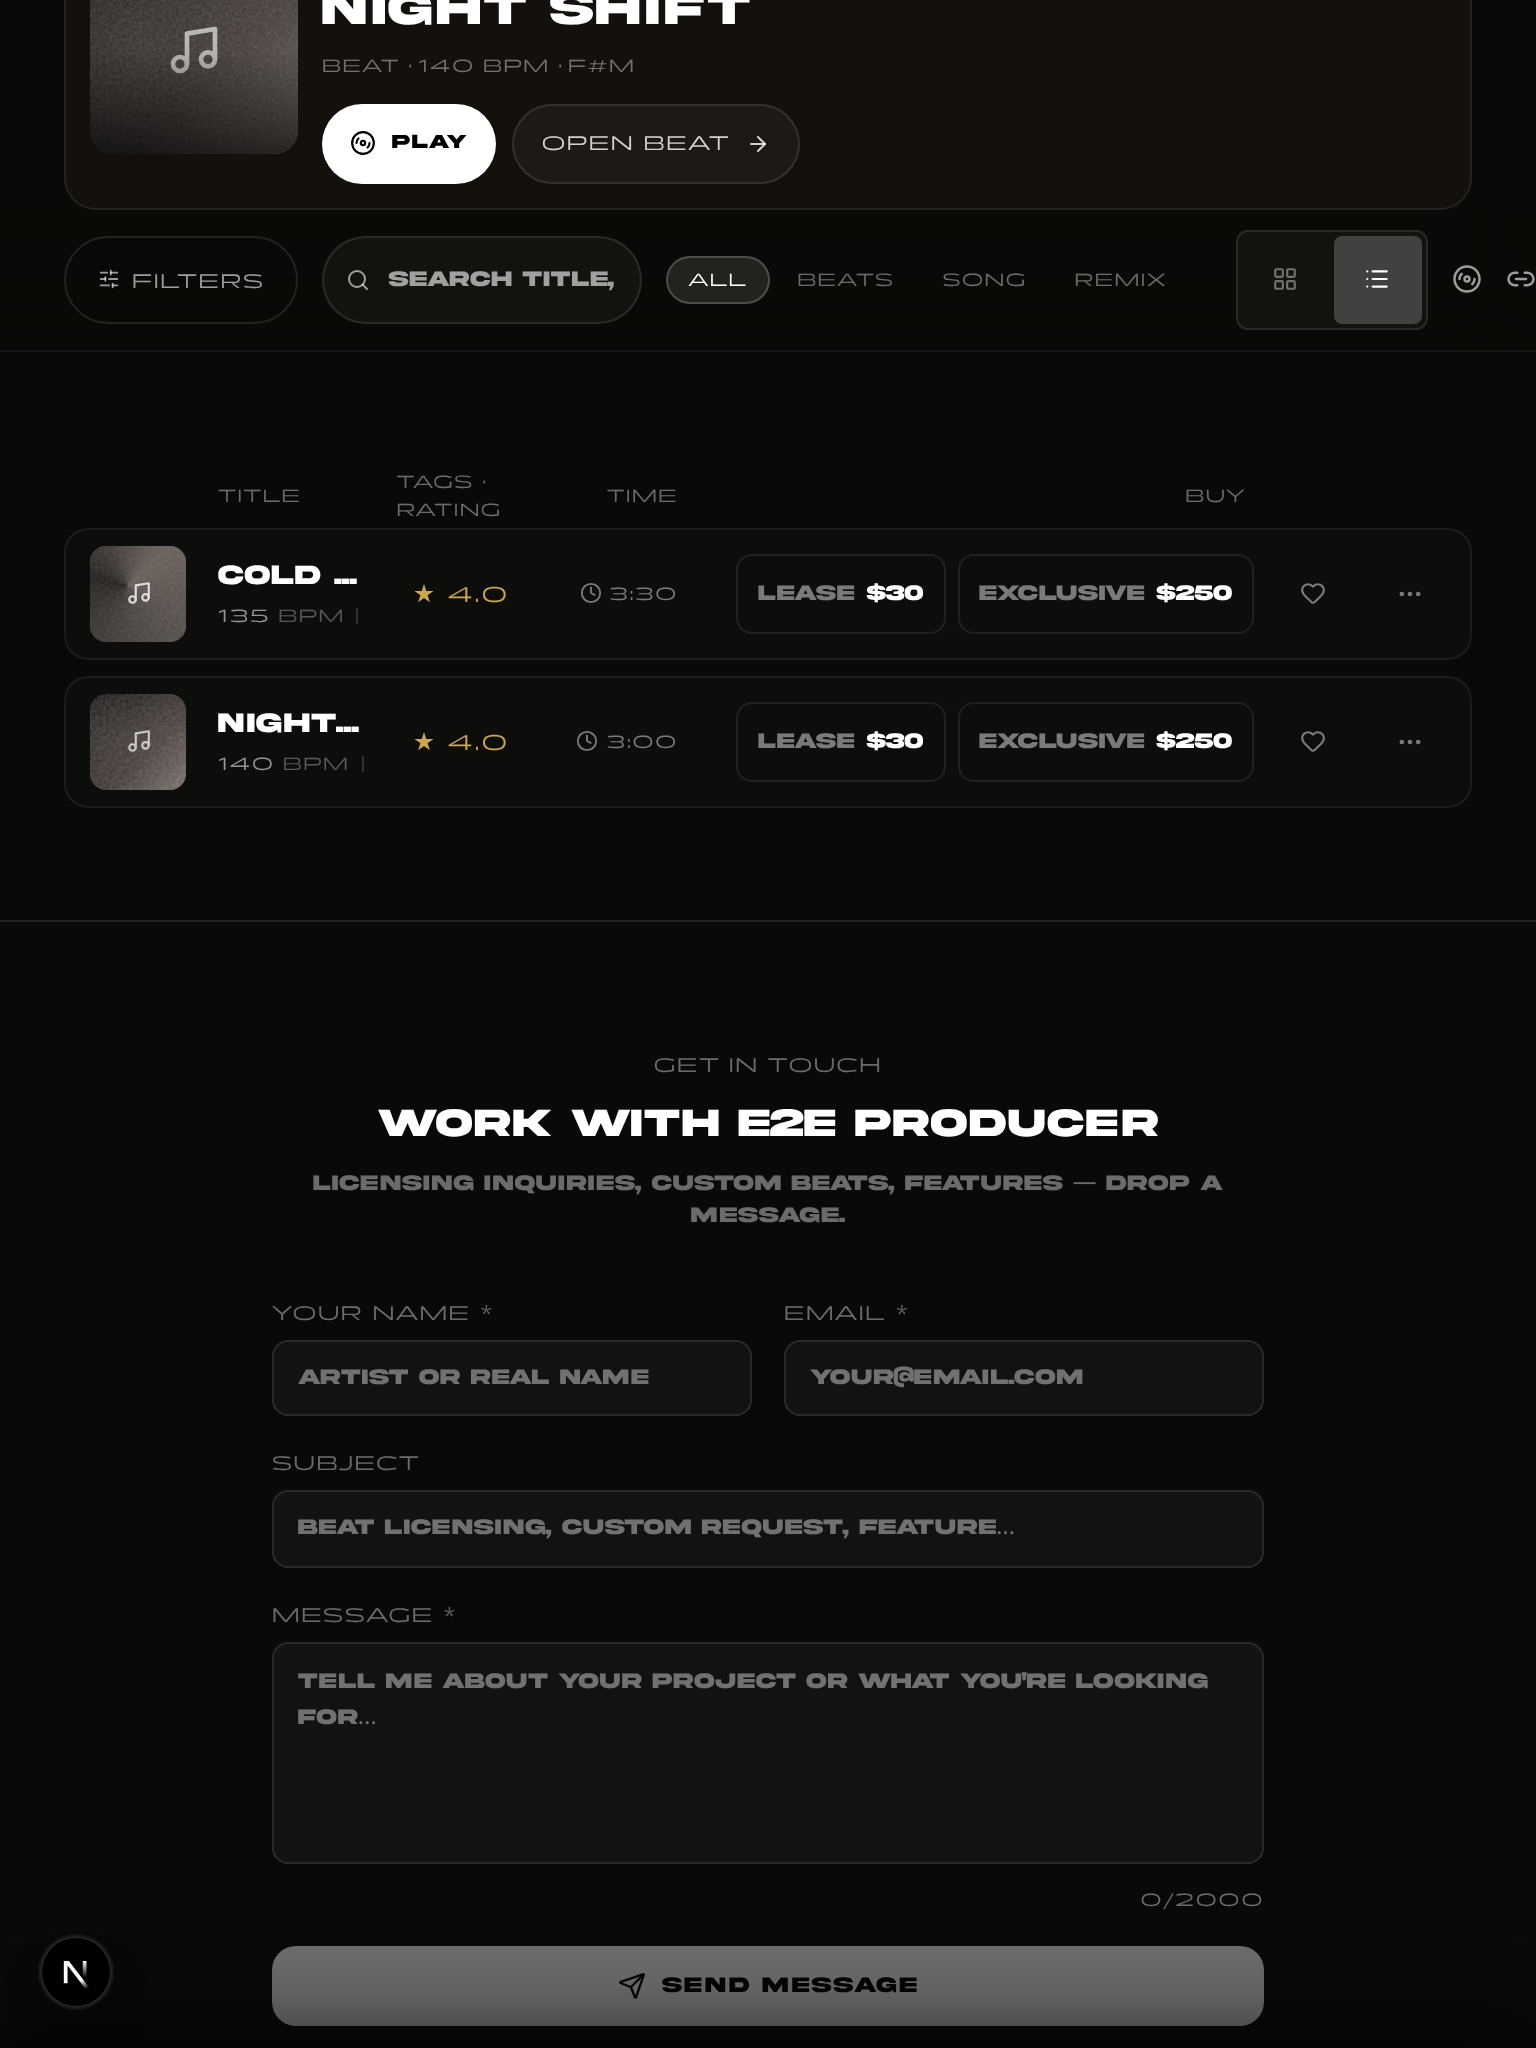 NIGHT SHIFT
BEAT · 140 BPM · F#M
PLAY
OPEN BEAT →
FILTERS
SEARCH TITLE,
ALL
BEATS
SONG
REMIX
TITLE
TAGS ·
RATING
TIME
BUY
COLD ...
135 BPM |
★ 4.0
3:30
LEASE $30
EXCLUSIVE $250
NIGHT...
140 BPM |
★ 4.0
3:00
LEASE $30
EXCLUSIVE $250
GET IN TOUCH
WORK WITH E2E PRODUCER
LICENSING INQUIRIES, CUSTOM BEATS, FEATURES — DROP A
MESSAGE.
YOUR NAME *
EMAIL *
ARTIST OR REAL NAME
YOUR@EMAIL.COM
SUBJECT
BEAT LICENSING, CUSTOM REQUEST, FEATURE...
MESSAGE *
TELL ME ABOUT YOUR PROJECT OR WHAT YOU'RE LOOKING
FOR...
0/2000
N
SEND MESSAGE